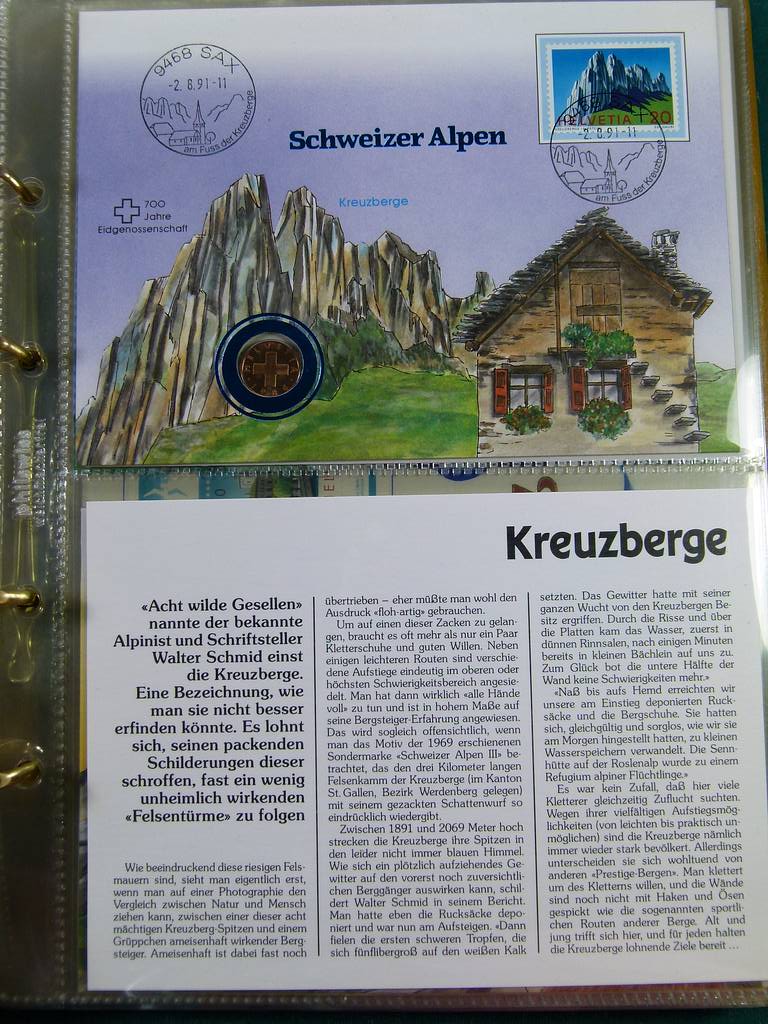 9468 SAX
-2.8.91-11
am Fuss der Kreuzberge
Schweizer Alpen
HELVETIA+20
-2.8.91-11
am Fuss der Kreuzberge
700
Jahre
Eidgenossenschaft
Kreuzberge
Kreuzberge
«Acht wilde Gesellen»
nannte der bekannte
Alpinist und Schriftsteller
Walter Schmid einst
die Kreuzberge.
Eine Bezeichnung, wie
man sie nicht besser
erfinden könnte. Es lohnt
sich, seinen packenden
Schilderungen dieser
schroffen, fast ein wenig
unheimlich wirkenden
«Felsentürme» zu folgen
Wie beeindruckend diese riesigen Fels-
mauern sind, sieht man eigentlich erst,
wenn man auf einer Photographie den
Vergleich zwischen Natur und Mensch
ziehen kann, zwischen einer dieser acht
mächtigen Kreuzberg-Spitzen und einem
Grüppchen ameisenhaft wirkender Berg-
steiger. Ameisenhaft ist dabei fast noch
übertrieben – eher müßte man wohl den
Ausdruck «floh-artig» gebrauchen.
Um auf einen dieser Zacken zu gelan-
gen, braucht es oft mehr als nur ein Paar
Kletterschuhe und guten Willen. Neben
einigen leichteren Routen sind verschie-
dene Aufstiege eindeutig im oberen oder
höchsten Schwierigkeitsbereich angesie-
delt. Man hat dann wirklich «alle Hände
voll» zu tun und ist in hohem Maße auf
seine Bergsteiger-Erfahrung angewiesen.
Das wird sogleich offensichtlich, wenn
man das Motiv der 1969 erschienenen
Sondermarke «Schweizer Alpen III» be-
trachtet, das den drei Kilometer langen
Felsenkamm der Kreuzberge (im Kanton
St. Gallen, Bezirk Werdenberg gelegen)
mit seinem gezackten Schattenwurf so
eindrücklich wiedergibt.
Zwischen 1891 und 2069 Meter hoch
strecken die Kreuzberge ihre Spitzen in
den leider nicht immer blauen Himmel.
Wie sich ein plötzlich aufziehendes Ge-
witter auf den vorerst noch zuversichtli-
chen Berggänger auswirken kann, schil-
dert Walter Schmid in seinem Bericht.
Man hatte eben die Rucksäcke depo-
niert und war nun am Aufsteigen. «Dann
fielen die ersten schweren Tropfen, die
sich fünflibergroß auf den weißen Kalk
setzten. Das Gewitter hatte mit seiner
ganzen Wucht von den Kreuzbergen Be-
sitz ergriffen. Durch die Risse und über
die Platten kam das Wasser, zuerst in
dünnen Rinnsalen, nach einigen Minuten
bereits in kleinen Bächlein auf uns zu.
Zum Glück bot die untere Hälfte der
Wand keine Schwierigkeiten mehr.»
«Naß bis aufs Hemd erreichten wir
unsere am Einstieg deponierten Ruck-
säcke und die Bergschuhe. Sie hatten
sich, gleichgültig und sorglos, wie wir sie
am Morgen hingestellt hatten, zu kleinen
Wasserspeichern verwandelt. Die Senn-
hütte auf der Roslenalp wurde zu einem
Refugium alpiner Flüchtlinge.»
Es war kein Zufall, daß hier viele
Kletterer gleichzeitig Zuflucht suchten.
Wegen ihrer vielfältigen Aufstiegsmög-
lichkeiten (von leichten bis praktisch un-
möglichen) sind die Kreuzberge nämlich
immer wieder stark bevölkert. Allerdings
unterscheiden sie sich wohltuend von
anderen «Prestige-Bergen». Man klettert
um des Kletterns willen, und die Wände
sind noch nicht mit Haken und Ösen
gespickt wie die sogenannten sportli-
chen Routen anderer Berge. Alt und
jung trifft sich hier, und für jeden halten
die Kreuzberge lohnende Ziele bereit ...